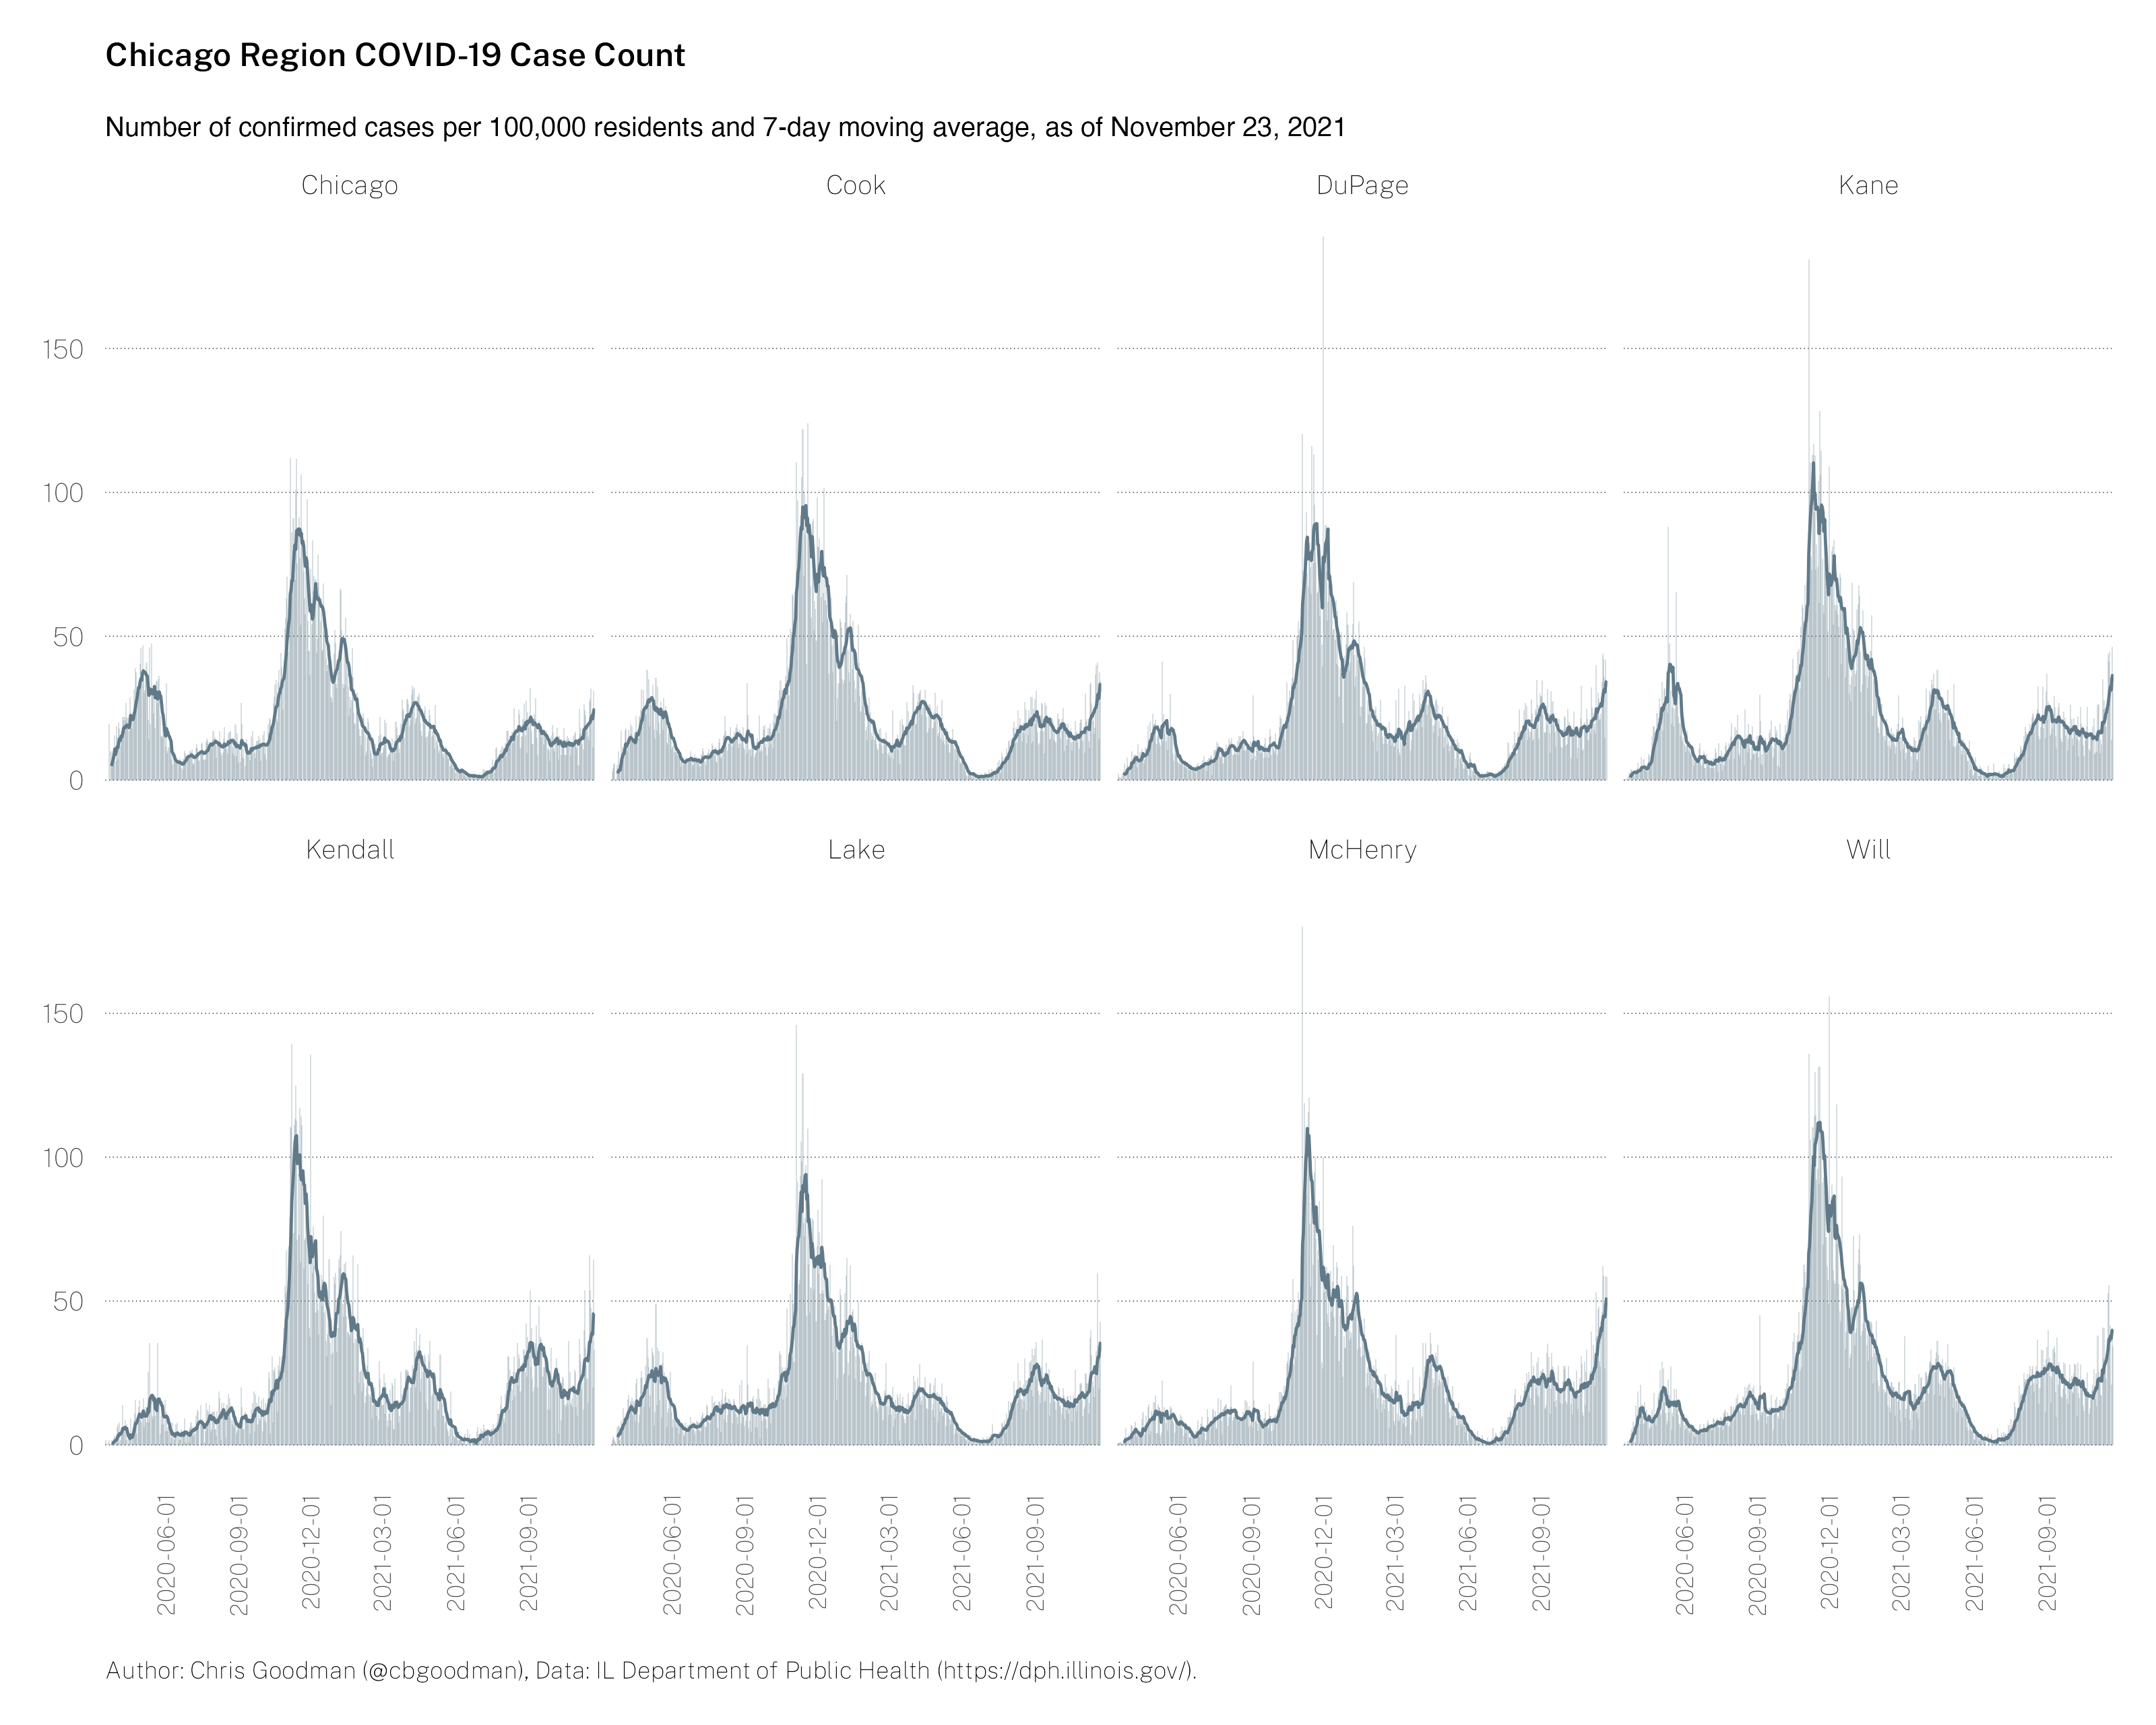 Chicago Region COVID-19 Case Count
Number of confirmed cases per 100,000 residents and 7-day moving average, as of November 23, 2021
Chicago
Cook
DuPage
Kane
150
100
50
0
Kendall
Lake
McHenry
Will
150
100
50
0
2020-06-01
2020-09-01
2020-12-01
2021-03-01
2021-06-01
2021-09-01
2020-06-01
2020-09-01
2020-12-01
2021-03-01
2021-06-01
2021-09-01
2020-06-01
2020-09-01
2020-12-01
2021-03-01
2021-06-01
2021-09-01
2020-06-01
2020-09-01
2020-12-01
2021-03-01
2021-06-01
2021-09-01
Author: Chris Goodman (@cbgoodman), Data: IL Department of Public Health (https://dph.illinois.gov/).